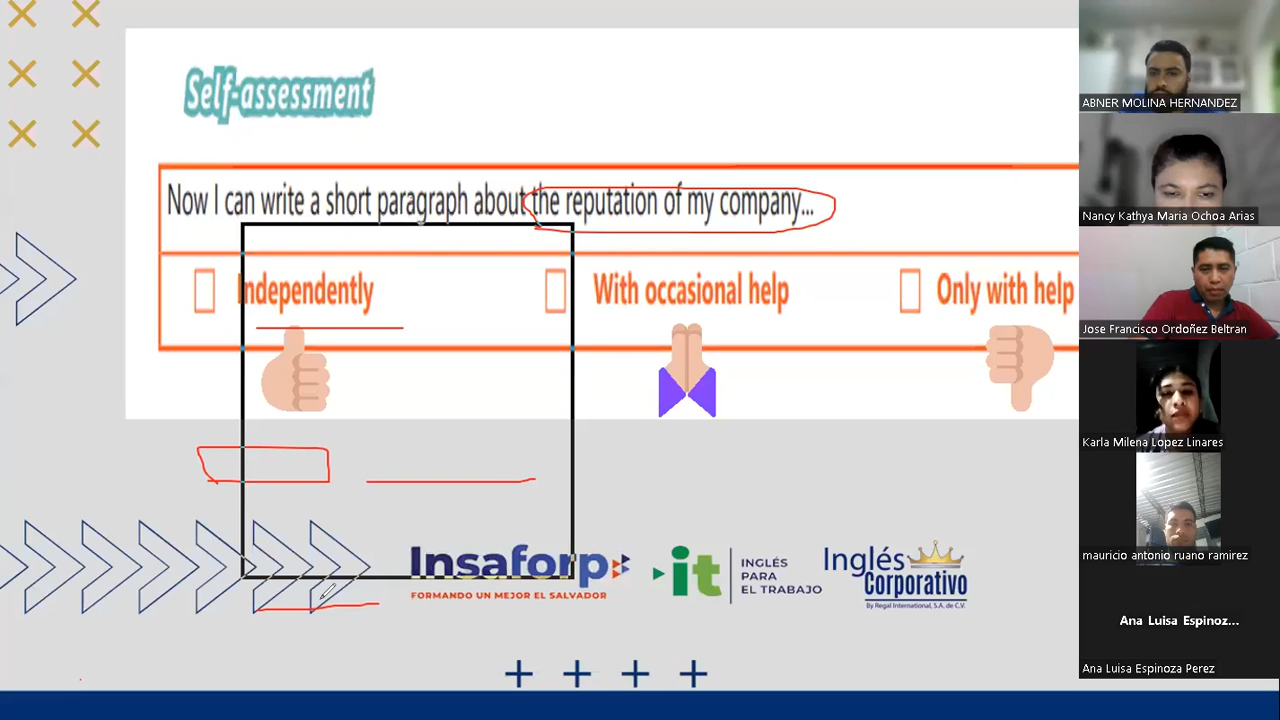 Self-assessment
Now I can write a short paragraph about the reputation of my company...
Independently
With occasional help
Only with help
Insaforp
FORMANDO UN MEJOR EL SALVADOR
it
INGLÉS
PARA
EL TRABAJO
Inglés
Corporativo
By Regal International, S.A. de C.V.
ABNER MOLINA HERNANDEZ
Nancy Kathya Maria Ochoa Arias
Jose Francisco Ordoñez Beltran
Karla Milena Lopez Linares
mauricio antonio ruano ramirez
Ana Luisa Espinoz...
Ana Luisa Espinoza Perez